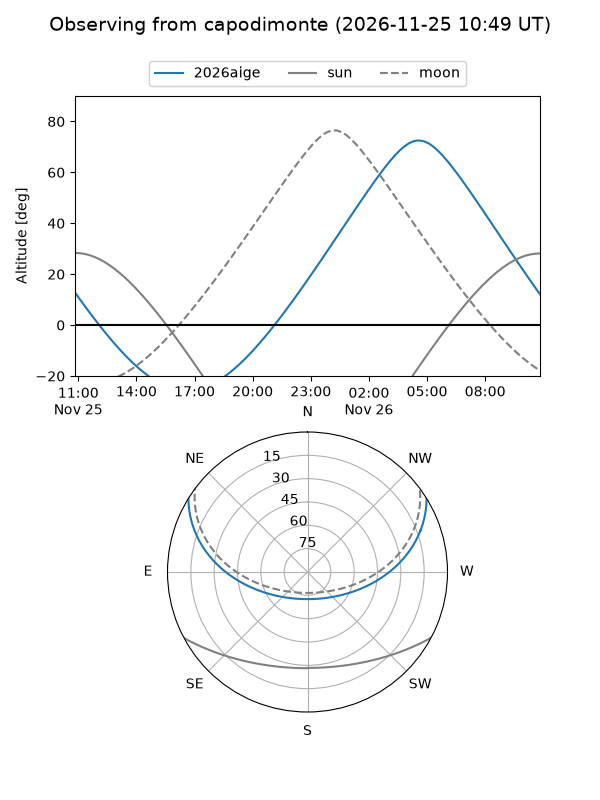 Observing from capodimonte (2026-11-25 10:49 UT)
2026aige sun moon
Altitude [deg]
80
60
40
20
0
−20
11:00 14:00 17:00 20:00 23:00 02:00 05:00 08:00
Nov 25 Nov 26
N
NE NW
15
30
45
60
75
E W
SE SW
S